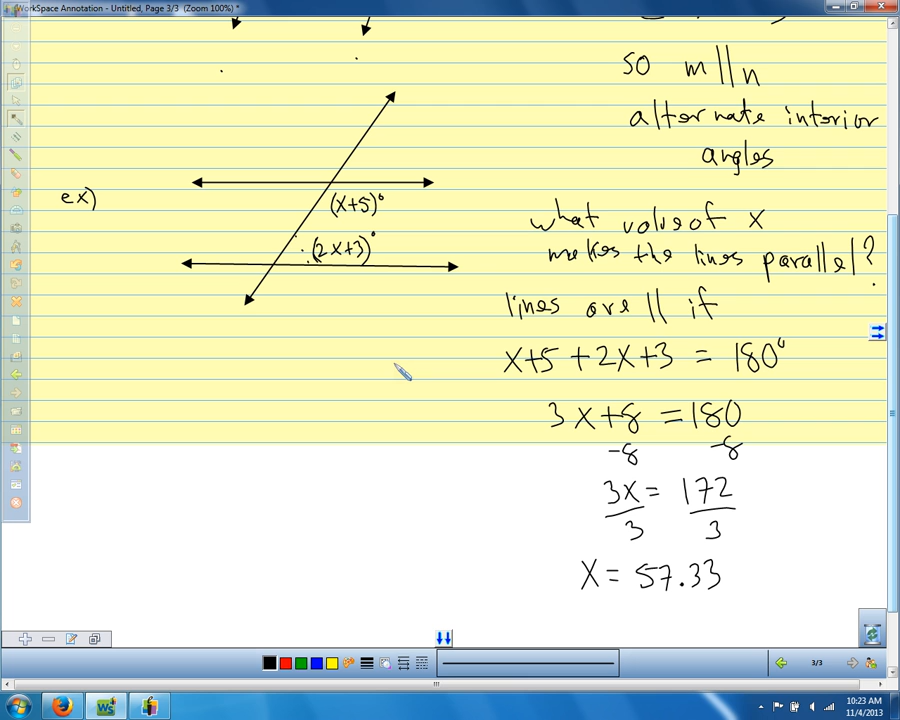 WorkSpace Annotation - Untitled, Page 3/3 (Zoom 100%) *
so m||n
alternate interior
angles
ex)
(x+5)°
(2x+3)°
what value of x
makes the lines parallel?
lines are || if
x+5 + 2x+3 = 180°
3x+8 = 180
-8 -8
3x = 172
3 3
x = 57.33
3/3
10:23 AM
11/4/2013